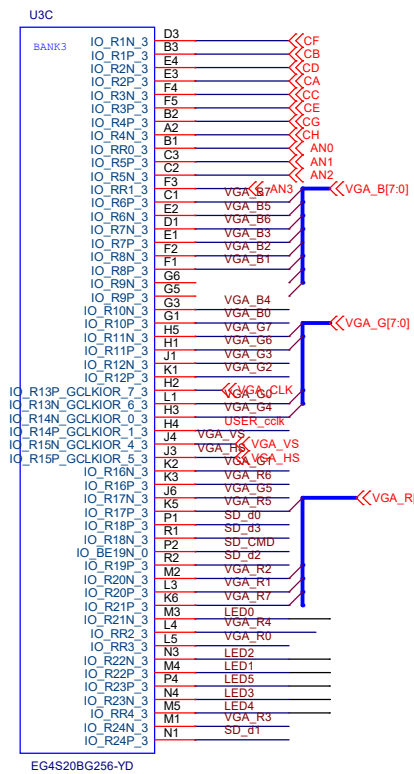 U3C
BANK3
IO_R1N_3 D3 CF
IO_R1P_3 B3 CB
IO_R2N_3 E4 CD
IO_R2P_3 E3 CA
IO_R3N_3 F4 CC
IO_R3P_3 F5 CE
IO_R4P_3 B2 CG
IO_R4N_3 A2 CH
IO_RR0_3 B1 AN0
IO_R5P_3 C3 AN1
IO_R5N_3 C2 AN2
IO_RR1_3 F3 AN3
IO_R6P_3 C1 VGA_B7 VGA_B[7:0]
IO_R6N_3 E2 VGA_B5
IO_R7N_3 D1 VGA_B6
IO_R7P_3 E1 VGA_B3
IO_R8N_3 F2 VGA_B2
IO_R8P_3 F1 VGA_B1
IO_R9N_3 G6
IO_R9P_3 G5
IO_R10N_3 G3 VGA_B4
IO_R10P_3 G1 VGA_B0
IO_R11N_3 H5 VGA_G7 VGA_G[7:0]
IO_R11P_3 H1 VGA_G6
IO_R12N_3 J1 VGA_G3
IO_R12P_3 K1 VGA_G2
IO_R13P_GCLKIOR_7_3 H2 VGA_CLK
IO_R13N_GCLKIOR_6_3 L1 VGA_G0
IO_R14N_GCLKIOR_0_3 H3 VGA_G4
IO_R14P_GCLKIOR_1_3 H4 USER_cclk
IO_R15N_GCLKIOR_4_3 J4 VGA_VS VGA_VS
IO_R15P_GCLKIOR_5_3 J3 VGA_HS VGA_HS
IO_R16N_3 K2 VGA_G1
IO_R16P_3 K3 VGA_R6
IO_R17N_3 J6 VGA_G5
IO_R17P_3 K5 VGA_R5 VGA_R[
IO_R18P_3 P1 SD_d0
IO_R18N_3 R1 SD_d3
IO_BE19N_0 P2 SD_CMD
IO_R19P_3 R2 SD_d2
IO_R20N_3 M2 VGA_R2
IO_R20P_3 L3 VGA_R1
IO_R21P_3 K6 VGA_R7
IO_R21N_3 M3 LED0
IO_RR2_3 L4 VGA_R4
IO_RR3_3 L5 VGA_R0
IO_R22N_3 N3 LED2
IO_R22P_3 M4 LED1
IO_R23P_3 P4 LED5
IO_R23N_3 N4 LED3
IO_RR4_3 M5 LED4
IO_R24N_3 M1 VGA_R3
IO_R24P_3 N1 SD_d1
EG4S20BG256-YD